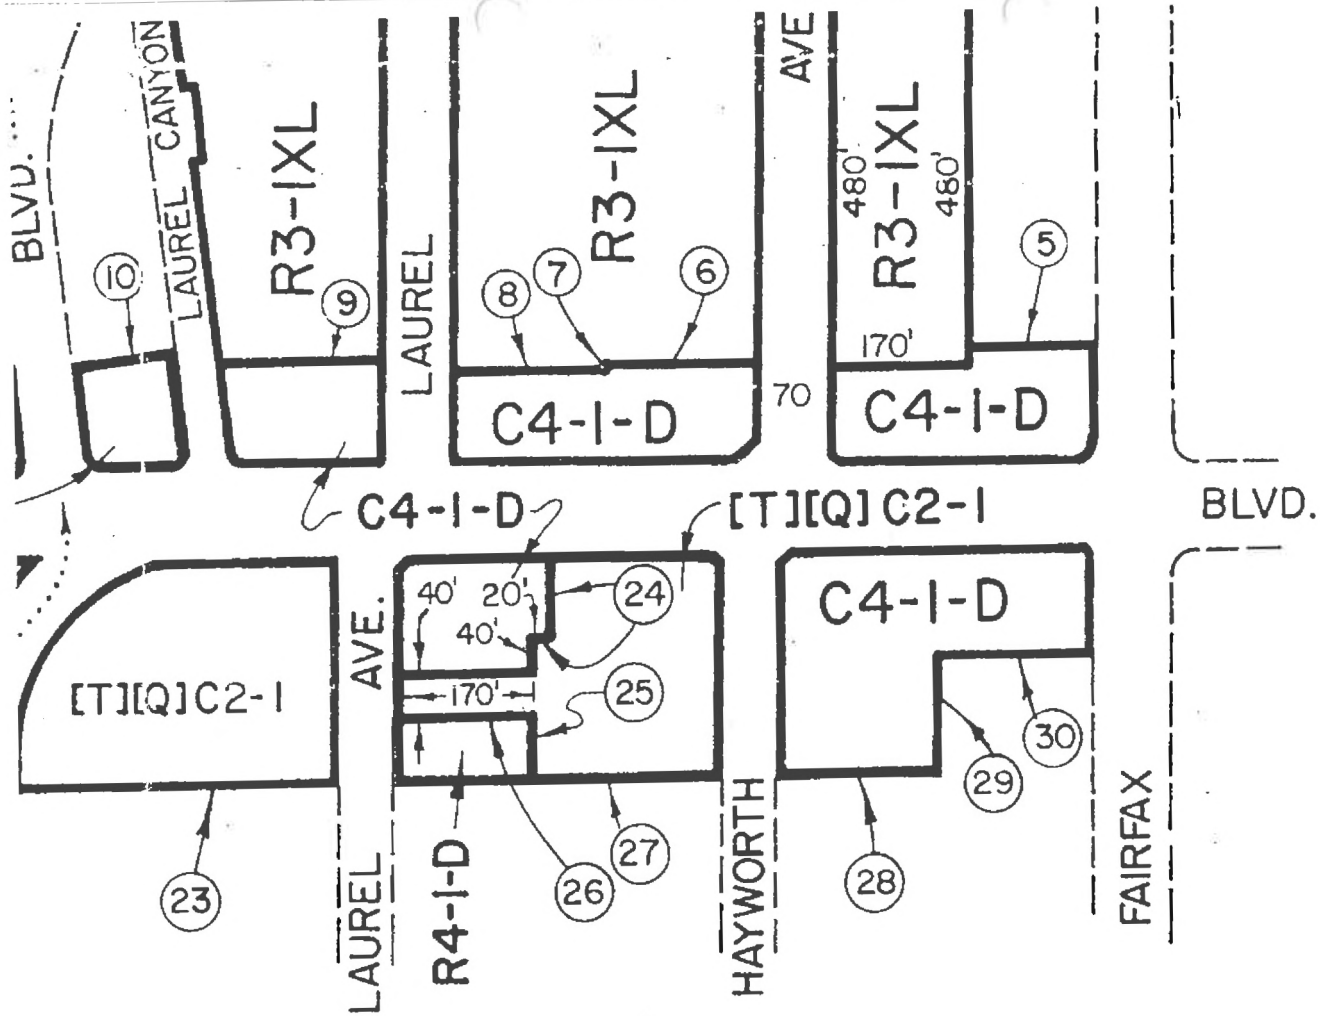 BLVD.
LAUREL CANYON
R3-1XL
LAUREL
R3-1XL
AVE
480'
R3-1XL
480'
170'
5
6
7
8
9
10
C4-1-D
70
C4-1-D
C4-1-D
[T][Q]C2-1
BLVD.
40'
20'
40'
24
C4-1-D
AVE.
[T][Q]C2-1
170'
25
30
29
23
LAUREL
R4-1-D
26
27
HAYWORTH
28
FAIRFAX